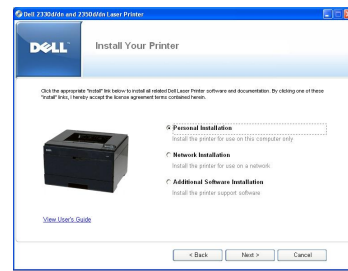 Dell 2330d/dn and 2350d/dn Laser Printer
DELL
Install Your Printer
Click the appropriate "Install" link below to install all related Dell Laser Printer software and documentation. By clicking one of these
"Install" links, I hereby accept the license agreement terms contained herein.
Personal Installation
Install the printer for use on this computer only
Network Installation
Install the printer for use on a network
Additional Software Installation
Install the printer support software
View User's Guide
< Back
Next >
Cancel